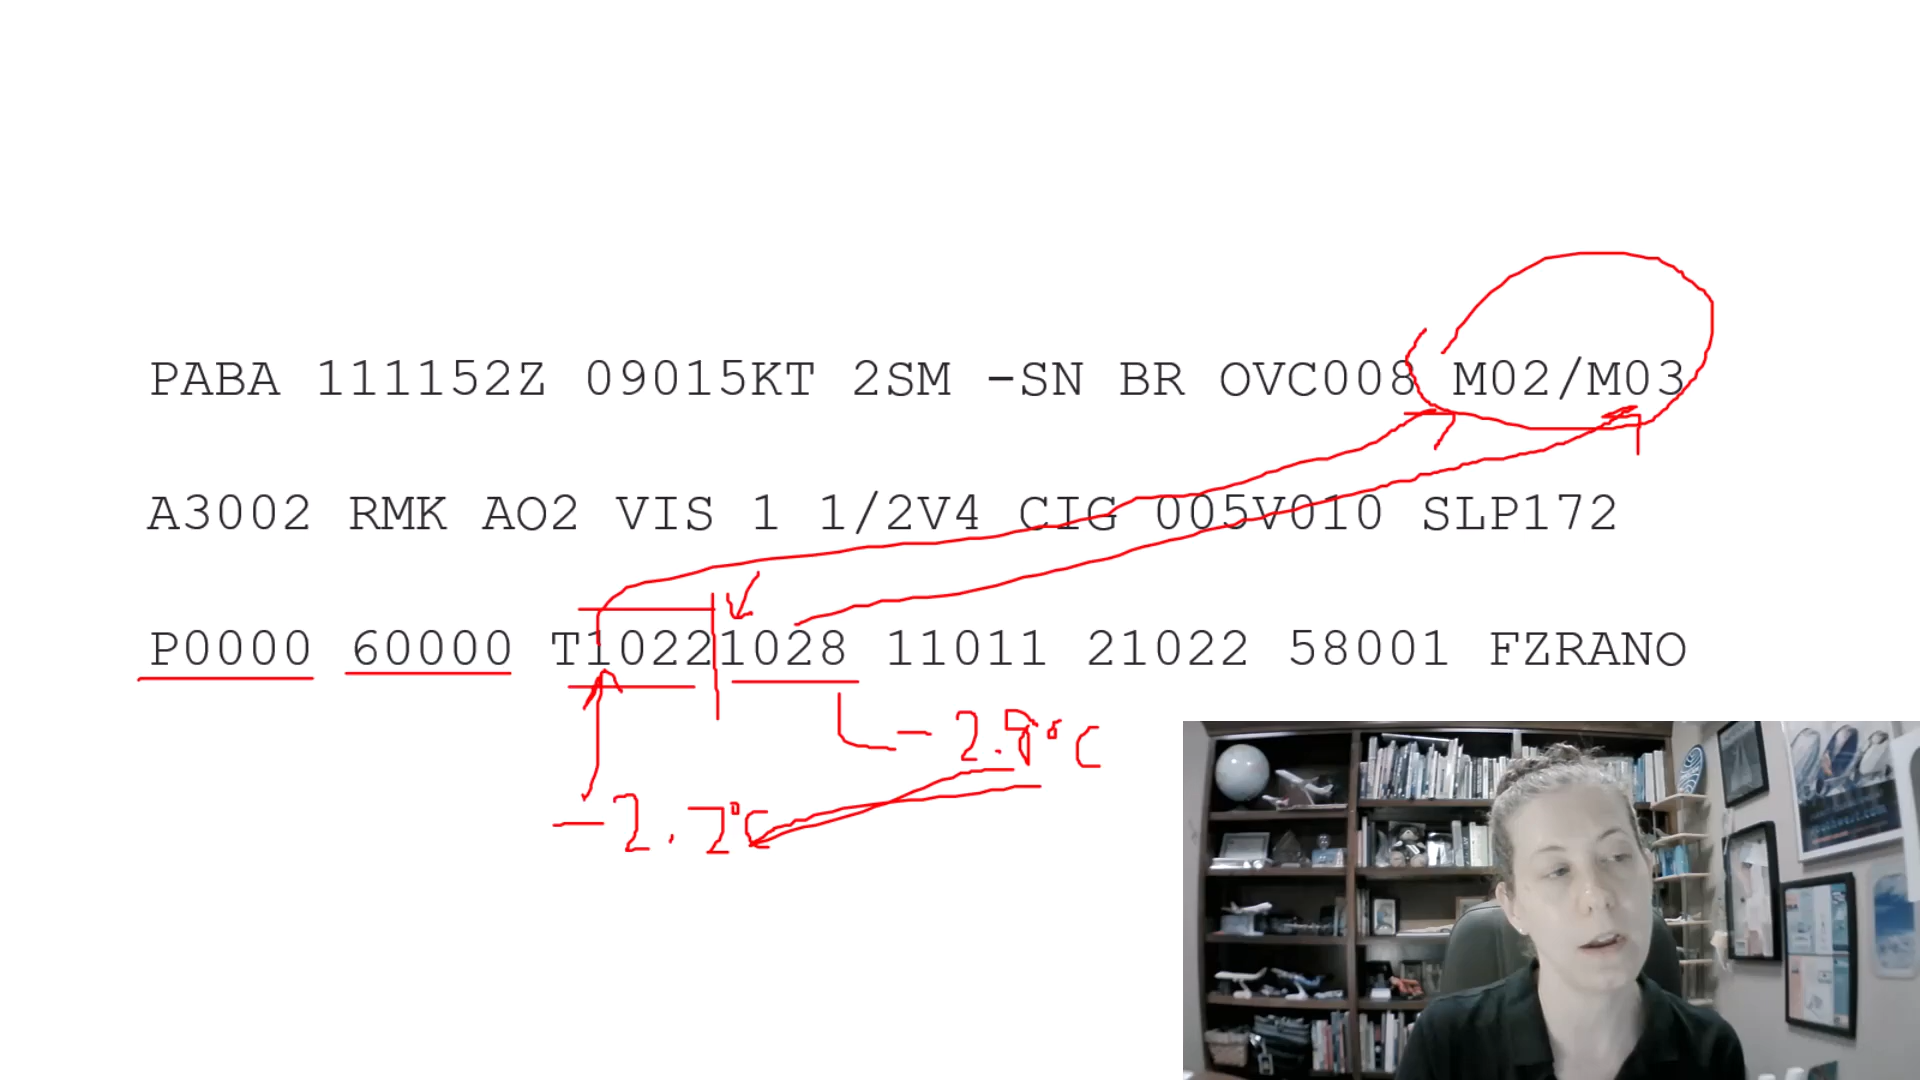 PABA 111152Z 09015KT 2SM -SN BR OVC008 M02/M03
A3002 RMK AO2 VIS 1 1/2V4 CIG 005V010 SLP172
P0000 60000 T10221028 11011 21022 58001 FZRANO
- 2.8°C
- 2.2°C